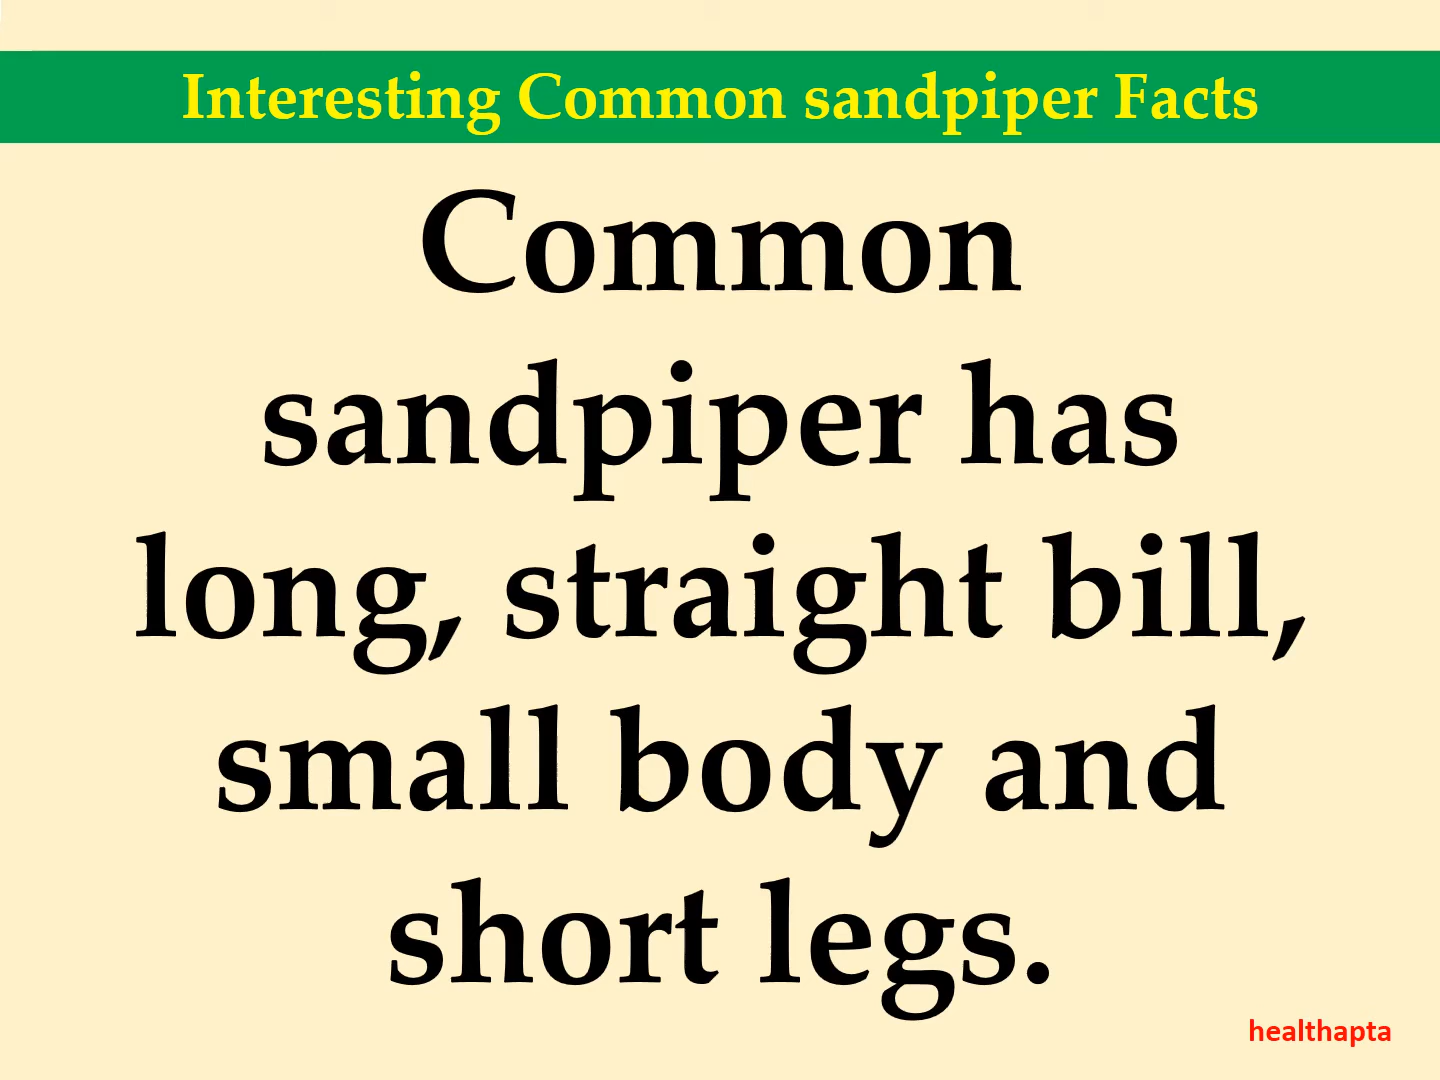 Interesting Common sandpiper Facts
Common
sandpiper has
long, straight bill,
small body and
short legs.
healthapta